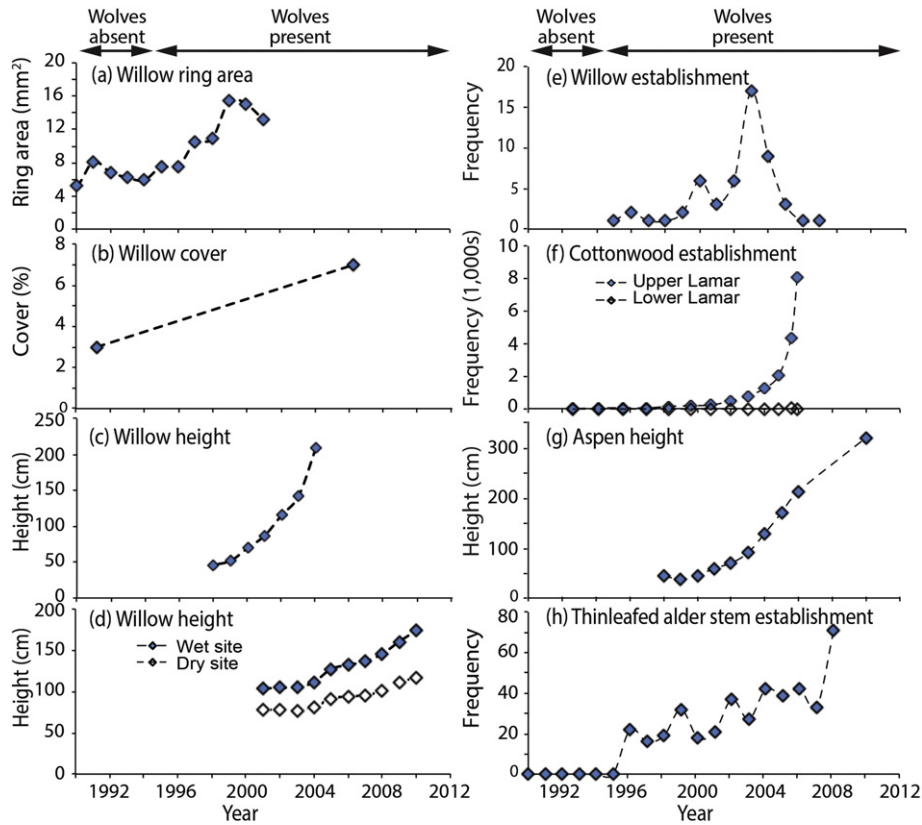 Wolves absent
Wolves present
(a) Willow ring area
Ring area (mm²)
20
16
12
8
4
0
(b) Willow cover
Cover (%)
8
6
4
2
0
(c) Willow height
Height (cm)
250
200
150
100
50
0
(d) Willow height
Wet site
Dry site
Height (cm)
200
150
100
50
0
1992 1996 2000 2004 2008 2012
Year
Wolves absent
Wolves present
(e) Willow establishment
Frequency
20
15
10
5
0
(f) Cottonwood establishment
Upper Lamar
Lower Lamar
Frequency (1,000s)
10
8
6
4
2
0
(g) Aspen height
Height (cm)
300
200
100
0
(h) Thinleafed alder stem establishment
Frequency
80
60
40
20
0
1992 1996 2000 2004 2008 2012
Year